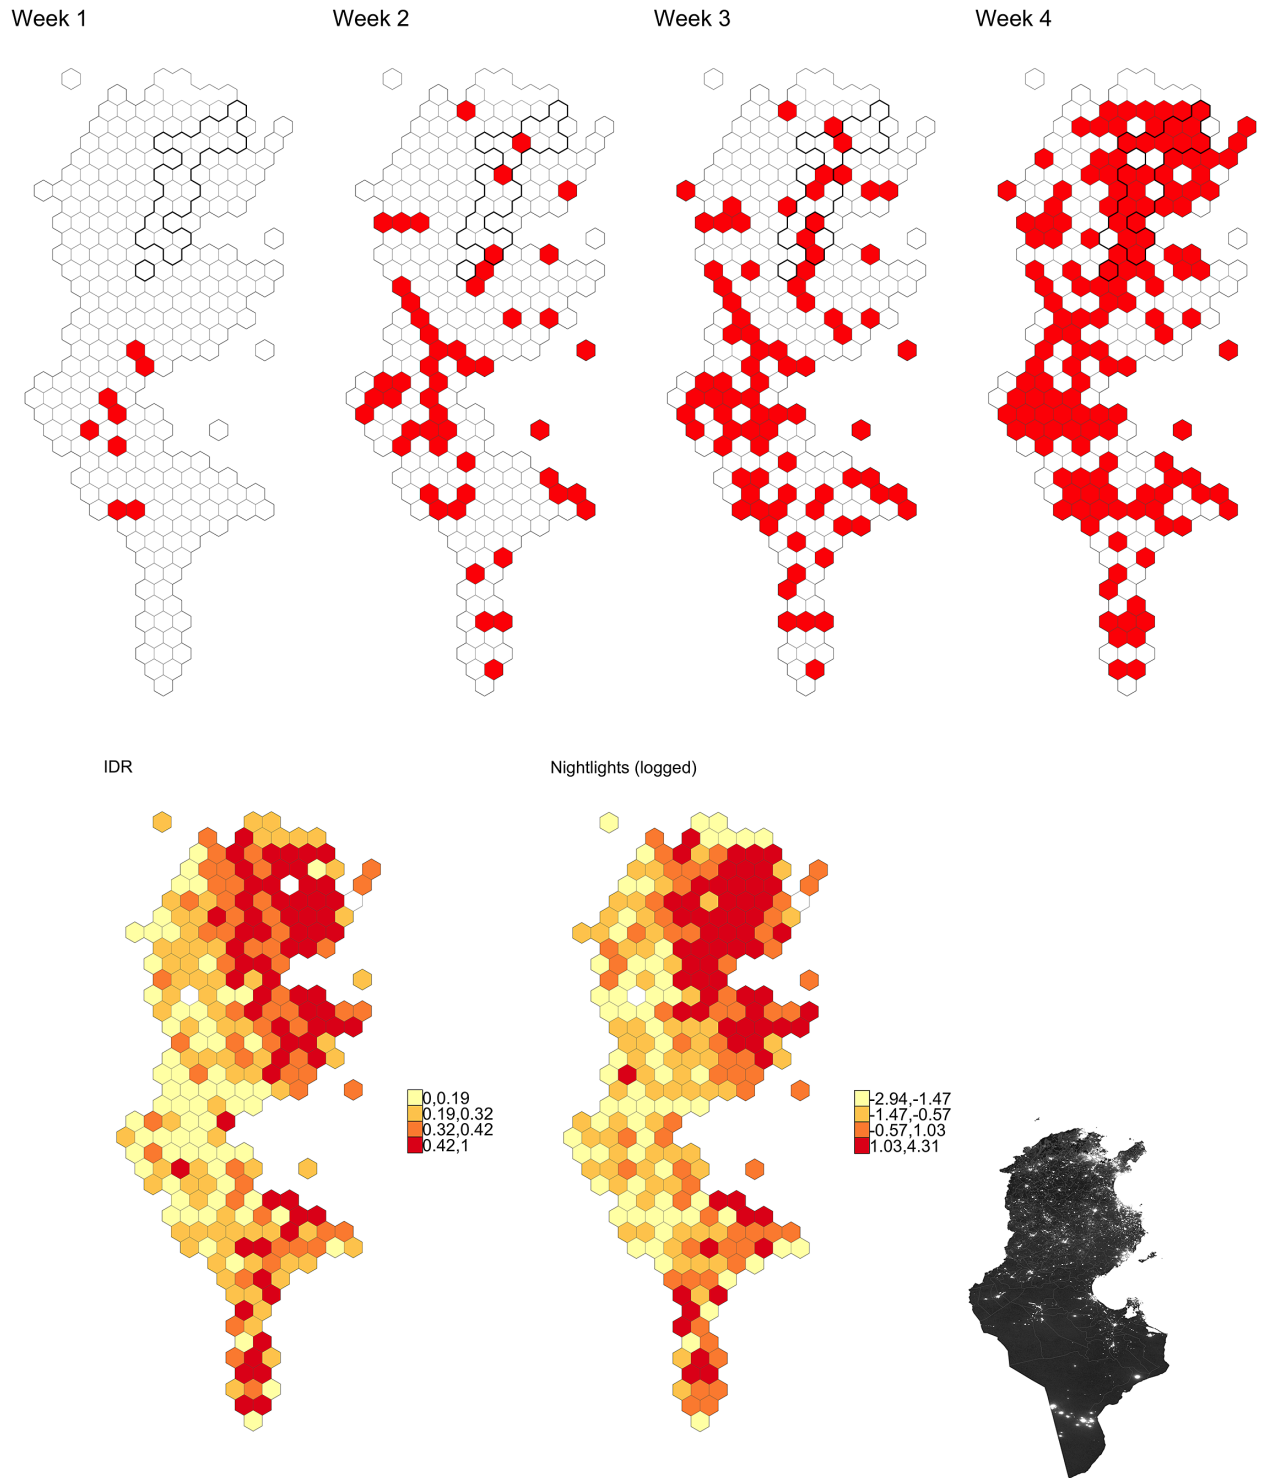 Week 1
Week 2
Week 3
Week 4
IDR
Nightlights (logged)
0,0.19
0.19,0.32
0.32,0.42
0.42,1
-2.94,-1.47
-1.47,-0.57
-0.57,1.03
1.03,4.31